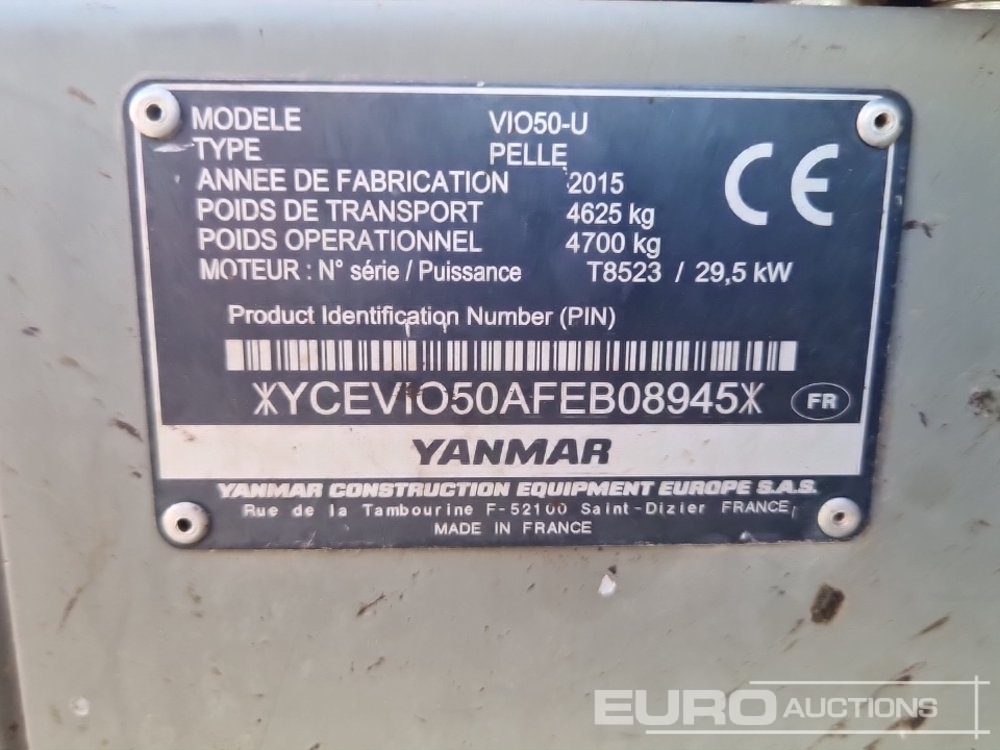 MODELE VIO50-U
TYPE PELLE
ANNEE DE FABRICATION 2015
POIDS DE TRANSPORT 4625 kg
POIDS OPERATIONNEL 4700 kg
MOTEUR : N° série / Puissance T8523 / 29,5 kW
CE
Product Identification Number (PIN)
*YCEVIO50AFEB08945* FR
YANMAR
YANMAR CONSTRUCTION EQUIPMENT EUROPE S.A.S.
Rue de la Tambourine F-52100 Saint-Dizier FRANCE
MADE IN FRANCE
EURO AUCTIONS